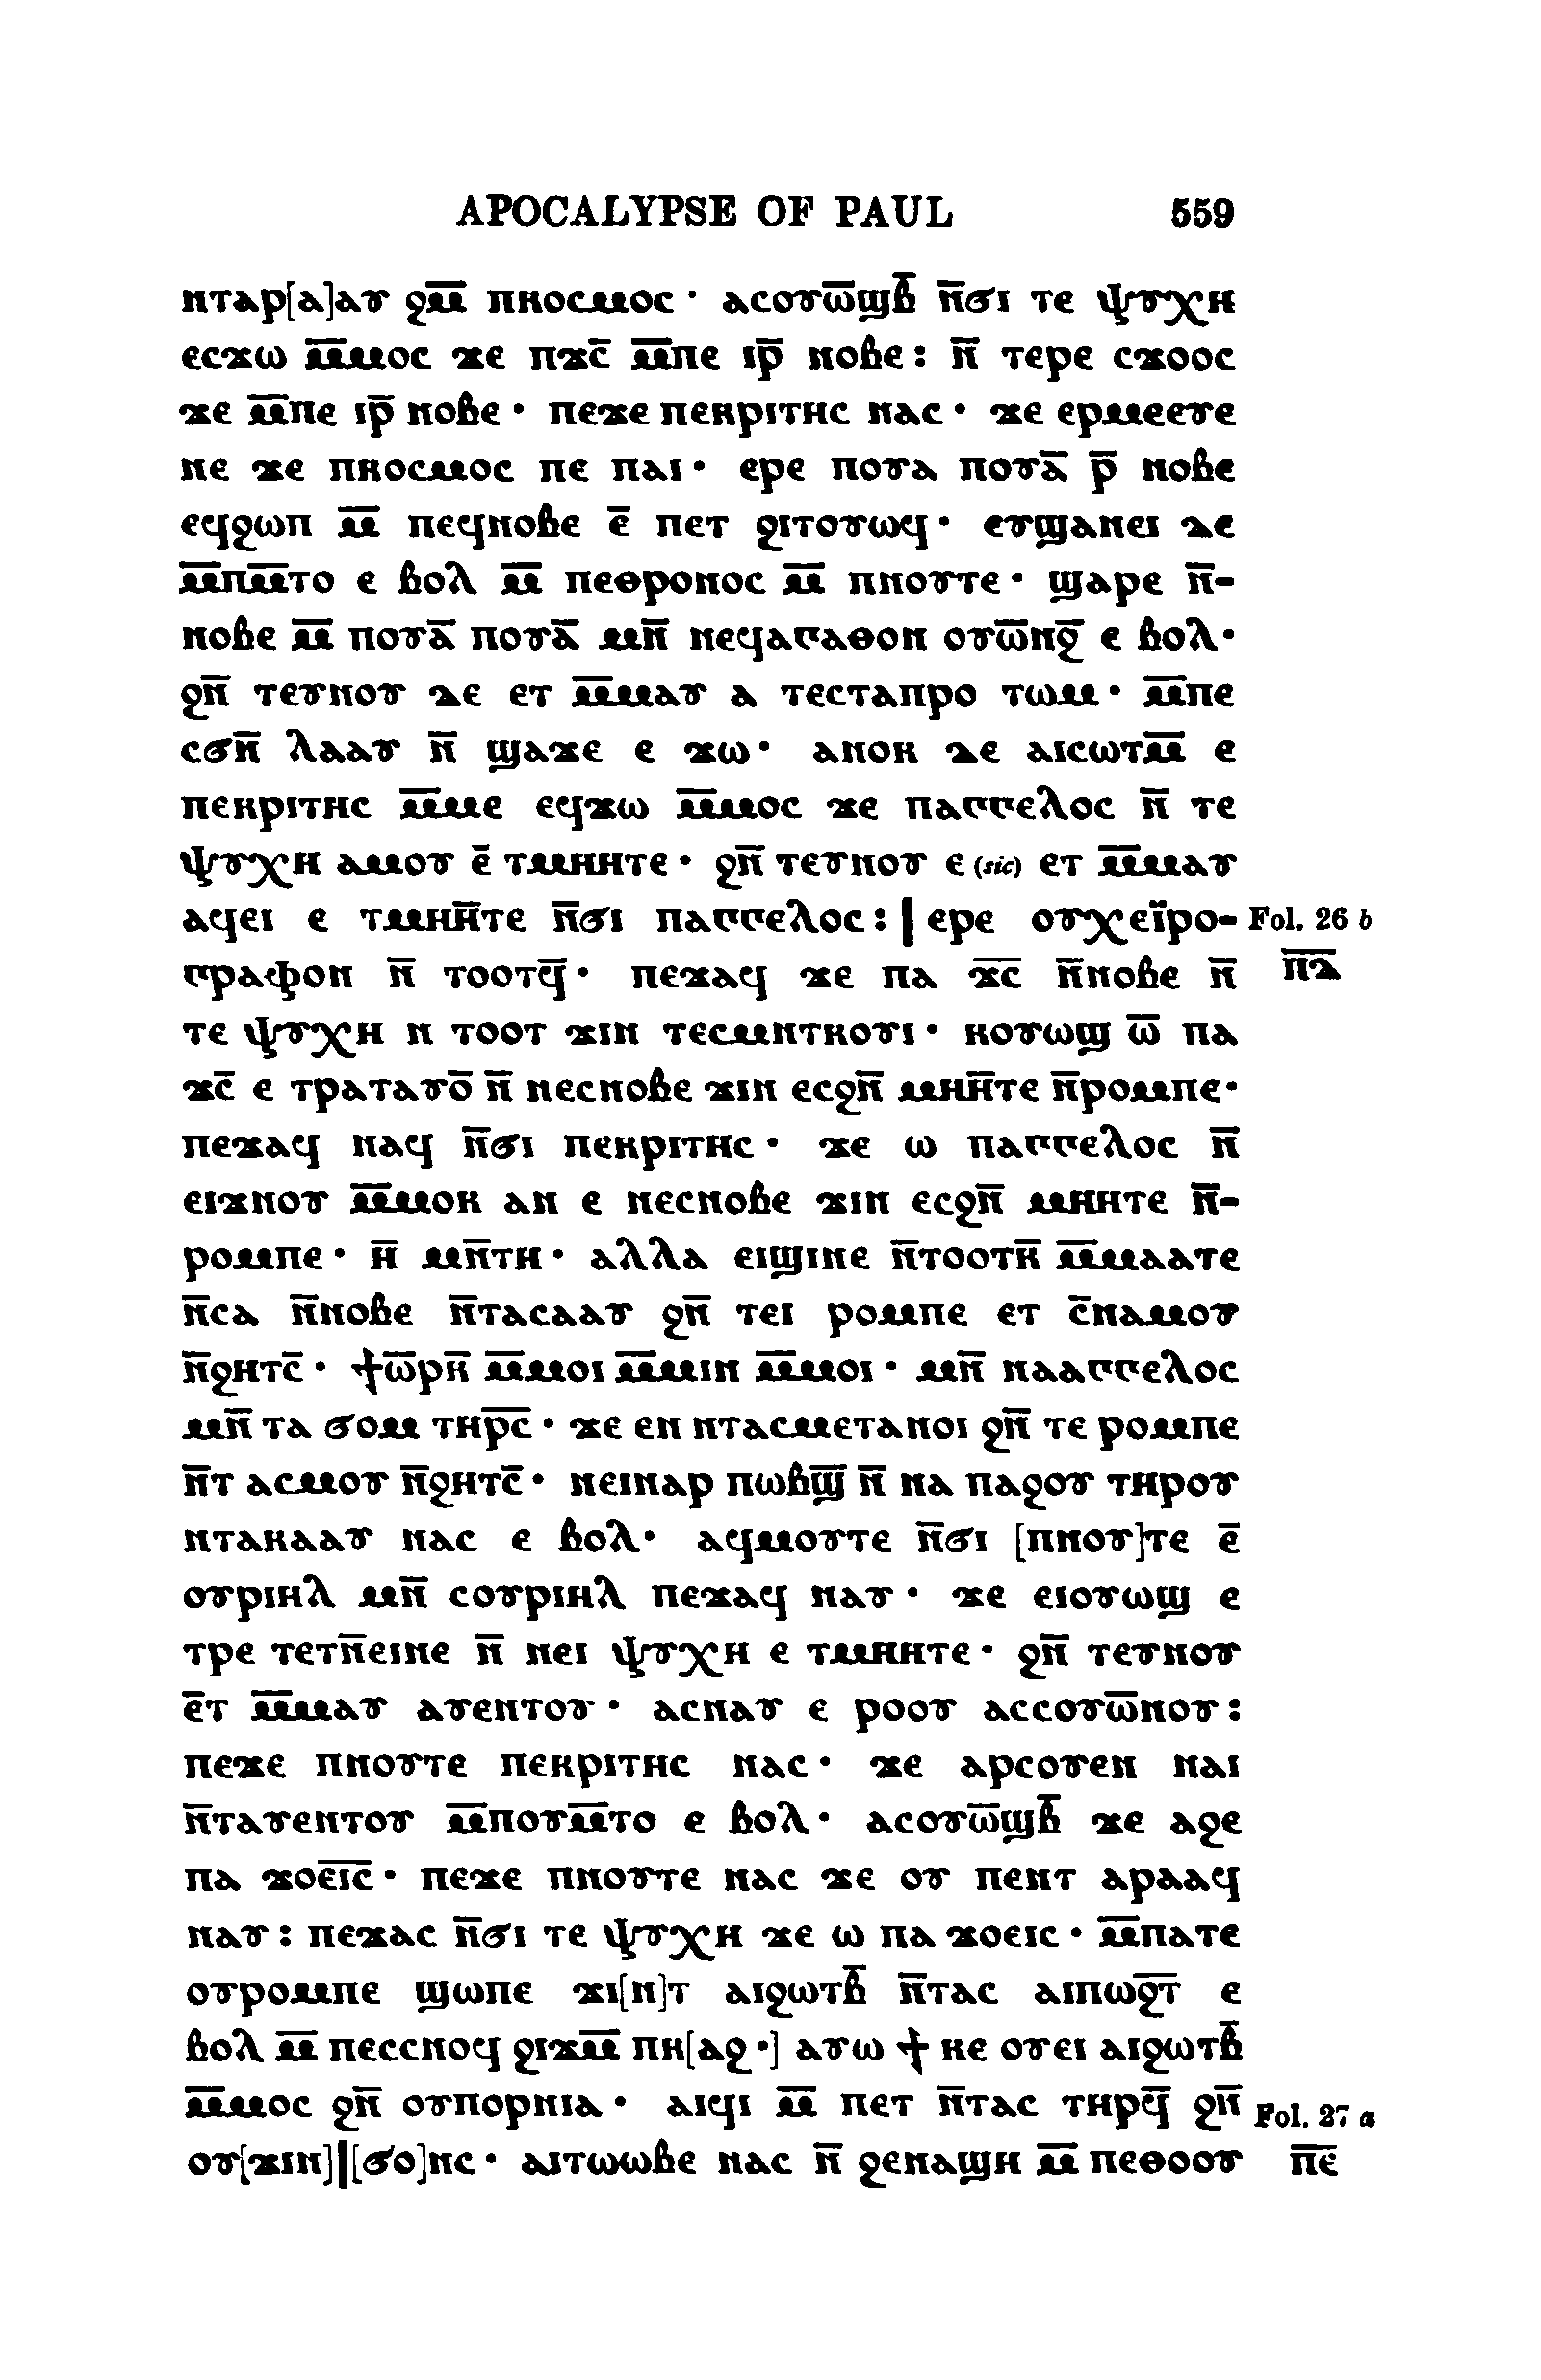 APOCALYPSE OF PAUL 559
ⲛⲧⲁⲣ[ⲁ]ⲁⲩ ϩⲙ̅ ⲡⲕⲟⲥⲙⲟⲥ · ⲁⲥⲟⲩⲱ̅ϣⲃ̅ ⲛ̅ϭⲓ ⲧⲉ ⲯⲩⲭⲏ
ⲉⲥϫⲱ ⲙ̅ⲙⲟⲥ ϫⲉ ⲡϫⲥ̅ ⲙ̅ⲡⲉ ⲓⲣ̅ ⲛⲟⲃⲉ : ⲛ̅ ⲧⲉⲣⲉ ⲥϫⲟⲟⲥ
ϫⲉ ⲙ̅ⲡⲉ ⲓⲣ̅ ⲛⲟⲃⲉ · ⲡⲉϫⲉ ⲡⲉⲕⲣⲓⲧⲏⲥ ⲛⲁⲥ · ϫⲉ ⲉⲣⲙⲉⲉⲩⲉ
ⲛⲉ ϫⲉ ⲡⲕⲟⲥⲙⲟⲥ ⲡⲉ ⲡⲁⲓ · ⲉⲣⲉ ⲡⲟⲩⲁ ⲡⲟⲩⲁ̅ ⲣ̅ ⲛⲟⲃⲉ
ⲉϥϩⲱⲡ ⲙ̅ ⲡⲉϥⲛⲟⲃⲉ ⲉ̅ ⲡⲉⲧ ϩⲓⲧⲟⲩⲱϥ · ⲉⲩϣⲁⲛⲉⲓ ⲇⲉ
ⲙ̅ⲡⲙ̅ⲧⲟ ⲉ ⲃⲟⲗ ⲙ̅ ⲡⲉⲑⲣⲟⲛⲟⲥ ⲙ̅ ⲡⲛⲟⲩⲧⲉ · ϣⲁⲣⲉ ⲛ̅-
ⲛⲟⲃⲉ ⲙ̅ ⲡⲟⲩⲁ̅ ⲡⲟⲩⲁ̅ ⲙⲛ̅ ⲛⲉϥⲁⲅⲁⲑⲟⲛ ⲟⲩⲱ̅ⲛϩ̅ ⲉ ⲃⲟⲗ ·
ϩⲛ̅ ⲧⲉⲩⲛⲟⲩ ⲇⲉ ⲉⲧ ⲙ̅ⲙⲁⲩ ⲁ ⲧⲉⲥⲧⲁⲡⲣⲟ ⲧⲱⲙ · ⲙ̅ⲡⲉ
ⲥϭⲛ̅ ⲗⲁⲁⲩ ⲛ̅ ϣⲁϫⲉ ⲉ ϫⲱ · ⲁⲛⲟⲕ ⲇⲉ ⲁⲓⲥⲱⲧⲙ̅ ⲉ
ⲡⲉⲕⲣⲓⲧⲏⲥ ⲙ̅ⲙⲉ ⲉϥϫⲱ ⲙ̅ⲙⲟⲥ ϫⲉ ⲡⲁⲅⲅⲉⲗⲟⲥ ⲛ̅ ⲧⲉ
ⲯⲩⲭⲏ ⲁⲙⲟⲩ ⲉ̅ ⲧⲙⲏⲏⲧⲉ · ϩⲛ̅ ⲧⲉⲩⲛⲟⲩ ⲉ (sic) ⲉⲧ ⲙ̅ⲙⲁⲩ
ⲁϥⲉⲓ ⲉ ⲧⲙⲏⲏ̅ⲧⲉ ⲛ̅ϭⲓ ⲡⲁⲅⲅⲉⲗⲟⲥ : | ⲉⲣⲉ ⲟⲩⲭⲉⲓ̈ⲣⲟ- Fol. 26 b
ⲅⲣⲁⲫⲟⲛ ⲛ̅ ⲧⲟⲟⲧϥ̅ · ⲡⲉϫⲁϥ ϫⲉ ⲡⲁ ϫ̅ⲥ̅ ⲛ̅ⲛⲟⲃⲉ ⲛ̅ ⲡ̅ⲇ̅
ⲧⲉ ⲯⲩⲭⲏ ⲛ ⲧⲟⲟⲧ ϫⲓⲛ ⲧⲉⲥⲙⲛⲧⲕⲟⲩⲓ · ⲕⲟⲩⲱϣ ⲱ̅ ⲡⲁ
ϫⲥ̅ ⲉ ⲧⲣⲁⲧⲁⲩⲟ̅ ⲛ̅ ⲛⲉⲥⲛⲟⲃⲉ ϫⲓⲛ ⲉⲥϩⲛ̅ ⲙⲏⲏ̅ⲧⲉ ⲛ̅ⲣⲟⲙⲡⲉ ·
ⲡⲉϫⲁϥ ⲛⲁϥ ⲛ̅ϭⲓ ⲡⲉⲕⲣⲓⲧⲏⲥ · ϫⲉ ⲱ ⲡⲁⲅⲅⲉⲗⲟⲥ ⲛ̅
ⲉⲓϫⲛⲟⲩ ⲙ̅ⲙⲟⲕ ⲁⲛ ⲉ ⲛⲉⲥⲛⲟⲃⲉ ϫⲓⲛ ⲉⲥϩⲛ̅ ⲙⲏⲏⲧⲉ ⲛ̅-
ⲣⲟⲙⲡⲉ · ⲏ̅ ⲙⲛ̅ⲧⲏ · ⲁⲗⲗⲁ ⲉⲓϣⲓⲛⲉ ⲛ̅ⲧⲟⲟⲧⲕ̅ ⲙ̅ⲙⲁⲁⲧⲉ
ⲛ̅ⲥⲁ ⲛ̅ⲛⲟⲃⲉ ⲛ̅ⲧⲁⲥⲁⲁⲩ ϩⲛ̅ ⲧⲉⲓ ⲣⲟⲙⲡⲉ ⲉⲧ ⲥ̅ⲛⲁⲙⲟⲩ
ⲛ̅ϩⲏⲧⲥ̅ · ϯⲱ̅ⲣⲕ̅ ⲙ̅ⲙⲟⲓ ⲙ̅ⲙⲓⲛ ⲙ̅ⲙⲟⲓ · ⲙⲛ̅ ⲛⲁⲁⲅⲅⲉⲗⲟⲥ
ⲙⲛ̅ ⲧⲁ ϭⲟⲙ ⲧⲏⲣ̅ⲥ̅ · ϫⲉ ⲉⲛ ⲛⲧⲁⲥⲙⲉⲧⲁⲛⲟⲓ ϩⲛ̅ ⲧⲉ ⲣⲟⲙⲡⲉ
ⲛ̅ⲧ ⲁⲥⲙⲟⲩ ⲛ̅ϩⲏⲧⲥ̅ · ⲛⲉⲓⲛⲁⲣ ⲡⲱⲃϣ̅ ⲛ̅ ⲛⲁ ⲡⲁϩⲟⲩ ⲧⲏⲣⲟⲩ
ⲛⲧⲁⲕⲁⲁⲩ ⲛⲁⲥ ⲉ ⲃⲟⲗ · ⲁϥⲙⲟⲩⲧⲉ ⲛ̅ϭⲓ [ⲡⲛⲟⲩ]ⲧⲉ ⲉ̅
ⲟⲩⲣⲓⲏⲗ ⲙⲛ̅ ⲥⲟⲩⲣⲓⲏⲗ ⲡⲉϫⲁϥ ⲛⲁⲩ · ϫⲉ ⲉⲓⲟⲩⲱϣ ⲉ
ⲧⲣⲉ ⲧⲉⲧⲛ̅ⲉⲓⲛⲉ ⲛ̅ ⲛⲉⲓ ⲯⲩⲭⲏ ⲉ ⲧⲙⲏⲏⲧⲉ · ϩⲛ̅ ⲧⲉⲩⲛⲟⲩ
ⲉ̅ⲧ ⲙ̅ⲙⲁⲩ ⲁⲩⲉⲛⲧⲟⲩ · ⲁⲥⲛⲁⲩ ⲉ ⲣⲟⲟⲩ ⲁⲥⲥⲟⲩⲱ̅ⲛⲟⲩ :
ⲡⲉϫⲉ ⲡⲛⲟⲩⲧⲉ ⲡⲉⲕⲣⲓⲧⲏⲥ ⲛⲁⲥ · ϫⲉ ⲁⲣⲥⲟⲩⲉⲛ ⲛⲁⲓ
ⲛ̅ⲧⲁⲩⲉⲛⲧⲟⲩ ⲙ̅ⲡⲟⲩⲙ̅ⲧⲟ ⲉ ⲃⲟⲗ · ⲁⲥⲟⲩⲱ̅ϣⲃ̅ ϫⲉ ⲁϩⲉ
ⲡⲁ ϫⲟⲉⲓ̅ⲥ̅ · ⲡⲉϫⲉ ⲡⲛⲟⲩⲧⲉ ⲛⲁⲥ ϫⲉ ⲟⲩ ⲡⲉⲛⲧ ⲁⲣⲁⲁϥ
ⲛⲁⲩ : ⲡⲉϫⲁⲥ ⲛ̅ϭⲓ ⲧⲉ ⲯⲩⲭⲏ ϫⲉ ⲱ ⲡⲁ ϫⲟⲉⲓⲥ · ⲙ̅ⲡⲁⲧⲉ
ⲟⲩⲣⲟⲙⲡⲉ ϣⲱⲡⲉ ϫⲓ[ⲛ]ⲧ ⲁⲓϩⲱⲧⲃ̅ ⲛ̅ⲧⲁⲥ ⲁⲓⲡⲱϩ̅ⲧ̅ ⲉ
ⲃⲟⲗ ⲙ̅ ⲡⲉⲥⲥⲛⲟϥ ϩⲓϫⲙ̅ ⲡⲕ[ⲁϩ ·] ⲁⲩⲱ ϯ ⲕⲉ ⲟⲩⲉⲓ ⲁⲓϩⲱⲧⲃ̅
ⲙ̅ⲙⲟⲥ ϩⲛ̅ ⲟⲩⲡⲟⲣⲛⲓⲁ · ⲁⲓϥⲓ ⲙ̅ ⲡⲉⲧ ⲛ̅ⲧⲁⲥ ⲧⲏⲣϥ̅ ϩⲛ̅ Fol. 27 a
ⲟⲩ[ϫⲓⲛ]|[ϭⲟ]ⲛⲥ · ⲁⲓⲧⲱⲱⲃⲉ ⲛⲁⲥ ⲛ̅ ϩⲉⲛⲁϣⲏ ⲙ̅ ⲡⲉⲑⲟⲟⲩ ⲡ̅ⲉ̅